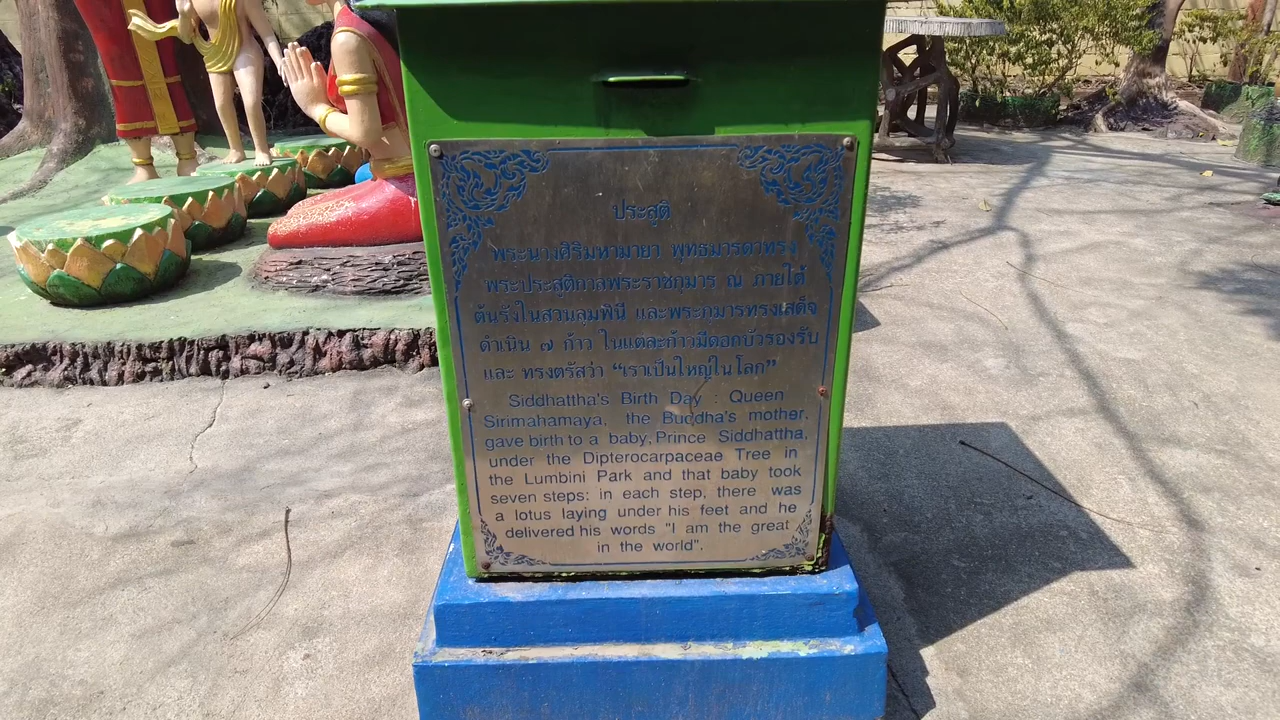 ประสูติ
พระนางศิริมหามายา พุทธมารดาทรง
พระประสูติกาลพระราชกุมาร ณ ภายใต้
ต้นรังในสวนลุมพินี และพระกุมารทรงเสด็จ
ดำเนิน ๗ ก้าว ในแต่ละก้าวมีดอกบัวรองรับ
และ ทรงตรัสว่า “เราเป็นใหญ่ในโลก”
Siddhattha's Birth Day : Queen
Sirimahamaya, the Buddha's mother,
gave birth to a baby, Prince Siddhattha,
under the Dipterocarpaceae Tree in
the Lumbini Park and that baby took
seven steps: in each step, there was
a lotus laying under his feet and he
delivered his words "I am the great
in the world".